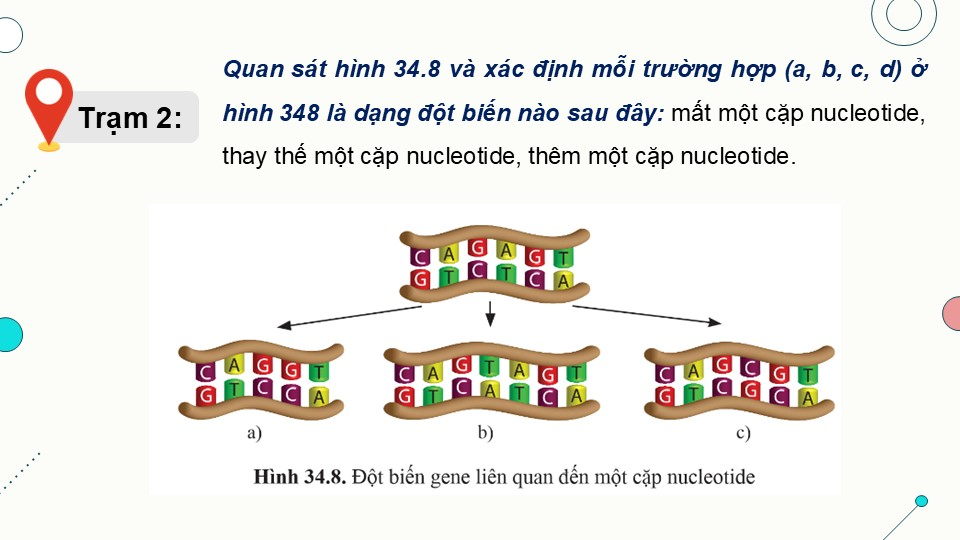 Trạm 2:
Quan sát hình 34.8 và xác định mỗi trường hợp (a, b, c, d) ở
hình 348 là dạng đột biến nào sau đây: mất một cặp nucleotide,
thay thế một cặp nucleotide, thêm một cặp nucleotide.
C A G A G T
G T C T C A
C A G G T
G T C C A
a)
C A G T A G T
G T C A T C A
b)
C A G C G T
G T C G C A
c)
Hình 34.8. Đột biến gene liên quan đến một cặp nucleotide